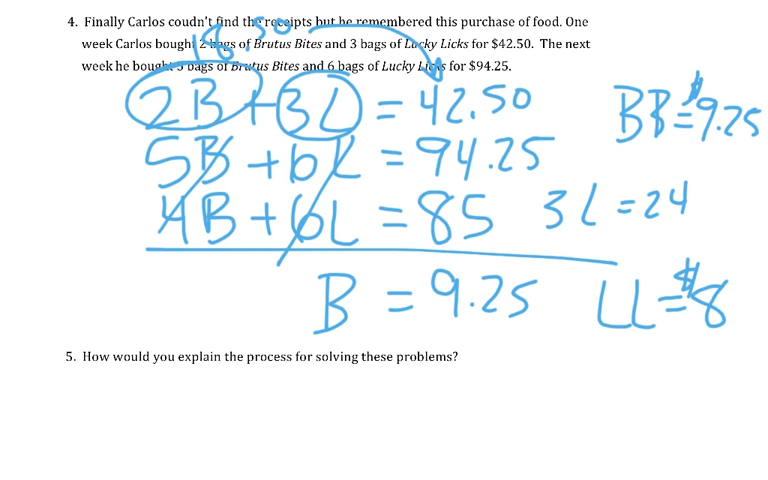 4. Finally Carlos coudn't find the receipts but he remembered this purchase of food. One
week Carlos bought 2 bags of Brutus Bites and 3 bags of Lucky Licks for $42.50. The next
week he bought 5 bags of Brutus Bites and 6 bags of Lucky Licks for $94.25.
18.50
2B + 3L = 42.50
BB = $9.25
5B + 6L = 94.25
4B + 6L = 85
3L = 24
B = 9.25
LL = $8
5. How would you explain the process for solving these problems?